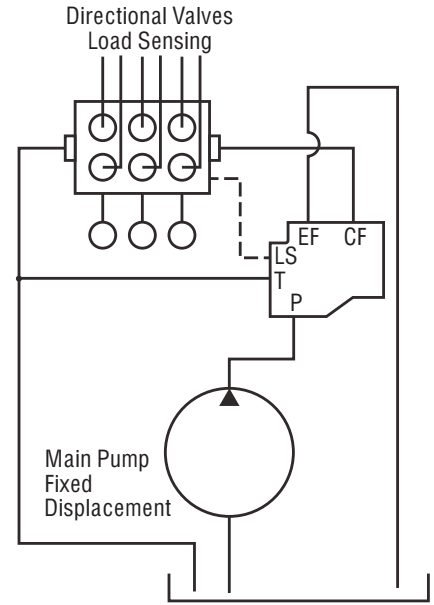 Directional Valves
Load Sensing
EF CF
LS
T
P
Main Pump
Fixed
Displacement